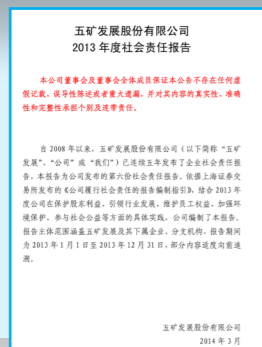 五矿发展股份有限公司
2013 年度社会责任报告
本公司董事会及董事会全体成员保证本公告不存在任何虚
假记载、误导性陈述或者重大遗漏，并对其内容的真实性、准确
性和完整性承担个别及连带责任。
自 2008 年以来，五矿发展股份有限公司（以下简称“五矿
发展”、“公司”或“我们”）已连续五年发布了企业社会责任报
告，本报告为公司发布的第六份社会责任报告。依据上海证券交
易所发布的《公司履行社会责任的报告编制指引》，结合 2013 年
度公司在保护股东利益、引领行业发展、维护员工权益、加强环
境保护、参与社会公益等方面的具体实践，公司编制了本报告。
报告主体范围涵盖五矿发展及其下属企业、分支机构，报告期间
为 2013 年 1 月 1 日至 2013 年 12 月 31 日，部分内容适度向前追
溯。
五矿发展股份有限公司
2014 年 3 月